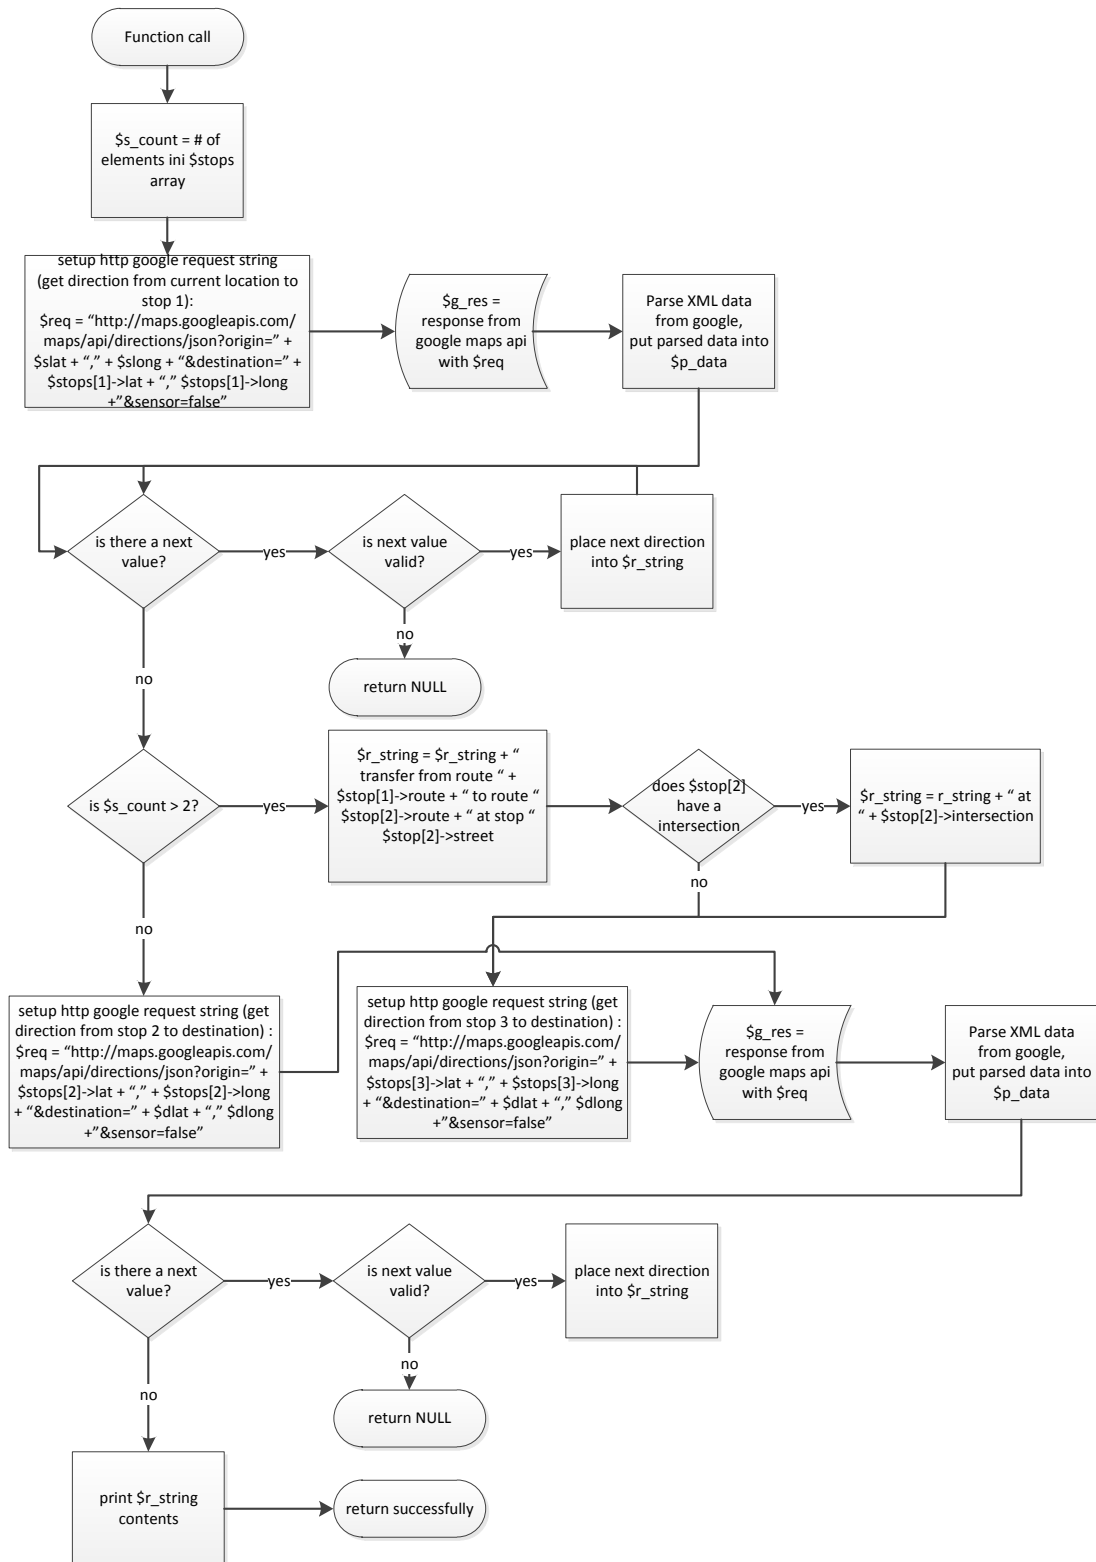 Function call
$s_count = # of
elements ini $stops
array
setup http google request string
(get direction from current location to
stop 1):
$req = “http://maps.googleapis.com/
maps/api/directions/json?origin=” +
$slat + “,” + $slong + “&destination=” +
$stops[1]->lat + “,” $stops[1]->long
+”&sensor=false”
$g_res =
response from
google maps api
with $req
Parse XML data
from google,
put parsed data into
$p_data
is there a next
value?
yes
is next value
valid?
yes
place next direction
into $r_string
no
return NULL
no
is $s_count > 2?
yes
$r_string = $r_string + “
transfer from route “ +
$stop[1]->route + “ to route “
$stop[2]->route + “ at stop “
$stop[2]->street
does $stop[2]
have a
intersection
yes
$r_string = r_string + “ at
“ + $stop[2]->intersection
no
no
setup http google request string (get
direction from stop 2 to destination) :
$req = “http://maps.googleapis.com/
maps/api/directions/json?origin=” +
$stops[2]->lat + “,” + $stops[2]->long
+ “&destination=” + $dlat + “,” $dlong
+”&sensor=false”
setup http google request string (get
direction from stop 3 to destination) :
$req = “http://maps.googleapis.com/
maps/api/directions/json?origin=” +
$stops[3]->lat + “,” + $stops[3]->long
+ “&destination=” + $dlat + “,” $dlong
+”&sensor=false”
$g_res =
response from
google maps api
with $req
Parse XML data
from google,
put parsed data into
$p_data
is there a next
value?
yes
is next value
valid?
yes
place next direction
into $r_string
no
return NULL
no
print $r_string
contents
return successfully